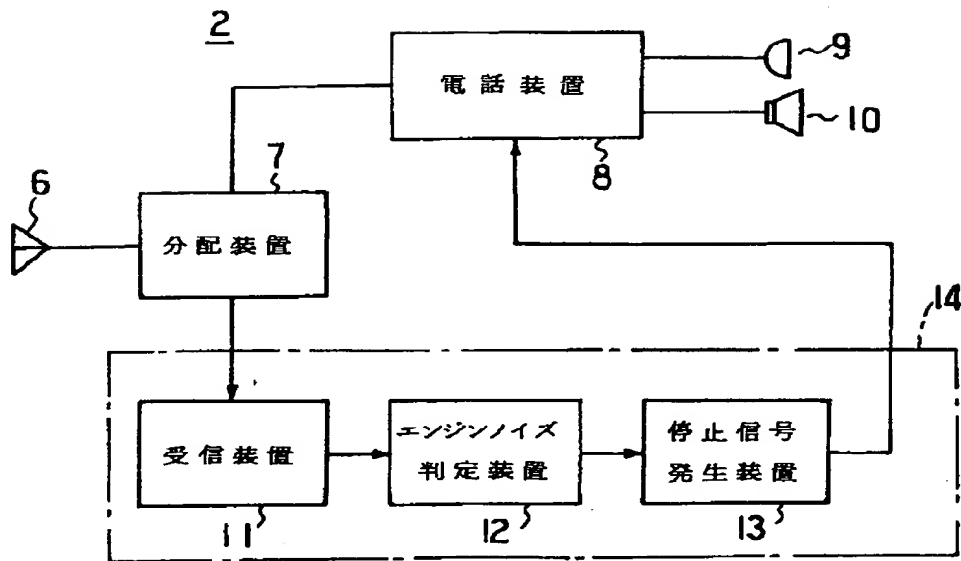 2
電話装置
9
10
8
7
6
分配装置
14
受信装置
エンジンノイズ
判定装置
停止信号
発生装置
11
12
13